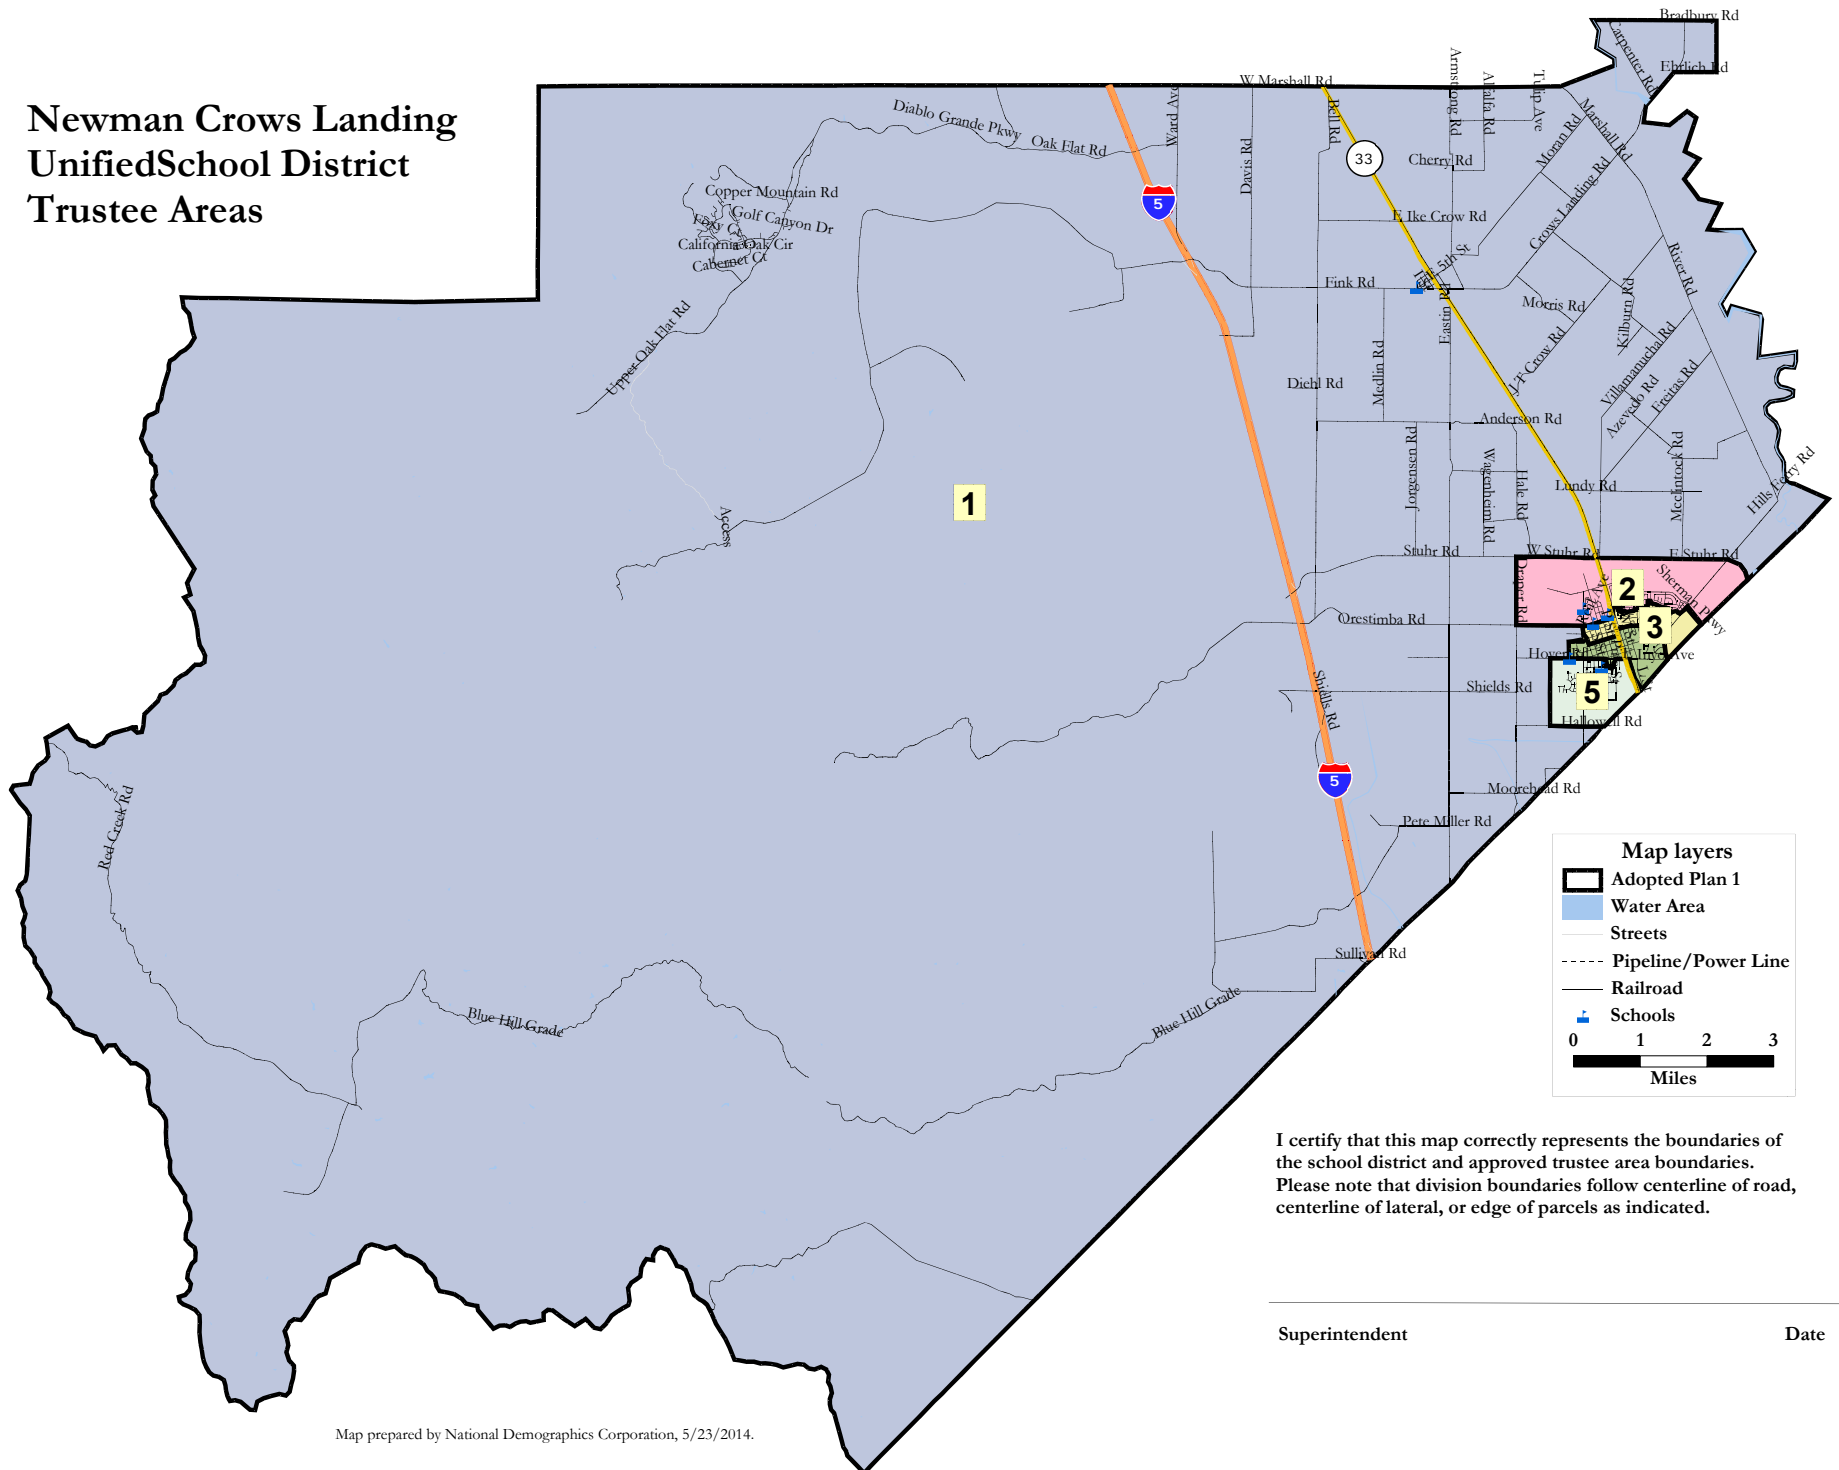 Newman Crows Landing
UnifiedSchool District
Trustee Areas
Bradbury Rd
Carpenter Rd
Ehrlich Rd
W Marshall Rd
Armstrong Rd
Alfalfa Rd
Tulip Ave
Marshall Rd
Diablo Grande Pkwy
Oak Flat Rd
Ward Ave
Davis Rd
Bell Rd
33
Cherry Rd
Moran Rd
Crows Landing Rd
Copper Mountain Rd
Foxy Ct
Golf Canyon Dr
California Oak Cir
Cabernet Ct
5
E Ike Crow Rd
5th St
River Rd
Fink Rd
Eastin Rd
Morris Rd
Kilburn Rd
Upper Oak Flat Rd
J T Crow Rd
Villamanuchal Rd
Azevedo Rd
Freitas Rd
Diehl Rd
Medlin Rd
Anderson Rd
Jorgensen Rd
Wagenheim Rd
Hale Rd
McClintock Rd
Lundy Rd
Hills Ferry Rd
1
Access
Stuhr Rd
W Stuhr Rd
E Stuhr Rd
Draper Rd
2
Sherman Pkwy
3
Orestimba Rd
Hoyer Rd
Inyo Ave
Shiells Rd
Shields Rd
5
Hallowell Rd
5
Moorehead Rd
Pete Miller Rd
Red Creek Rd
Sullivan Rd
Blue Hill Grade
Blue Hill Grade
Map layers
Adopted Plan 1
Water Area
Streets
Pipeline/Power Line
Railroad
Schools
0 1 2 3
Miles
I certify that this map correctly represents the boundaries of
the school district and approved trustee area boundaries.
Please note that division boundaries follow centerline of road,
centerline of lateral, or edge of parcels as indicated.
Superintendent Date
Map prepared by National Demographics Corporation, 5/23/2014.